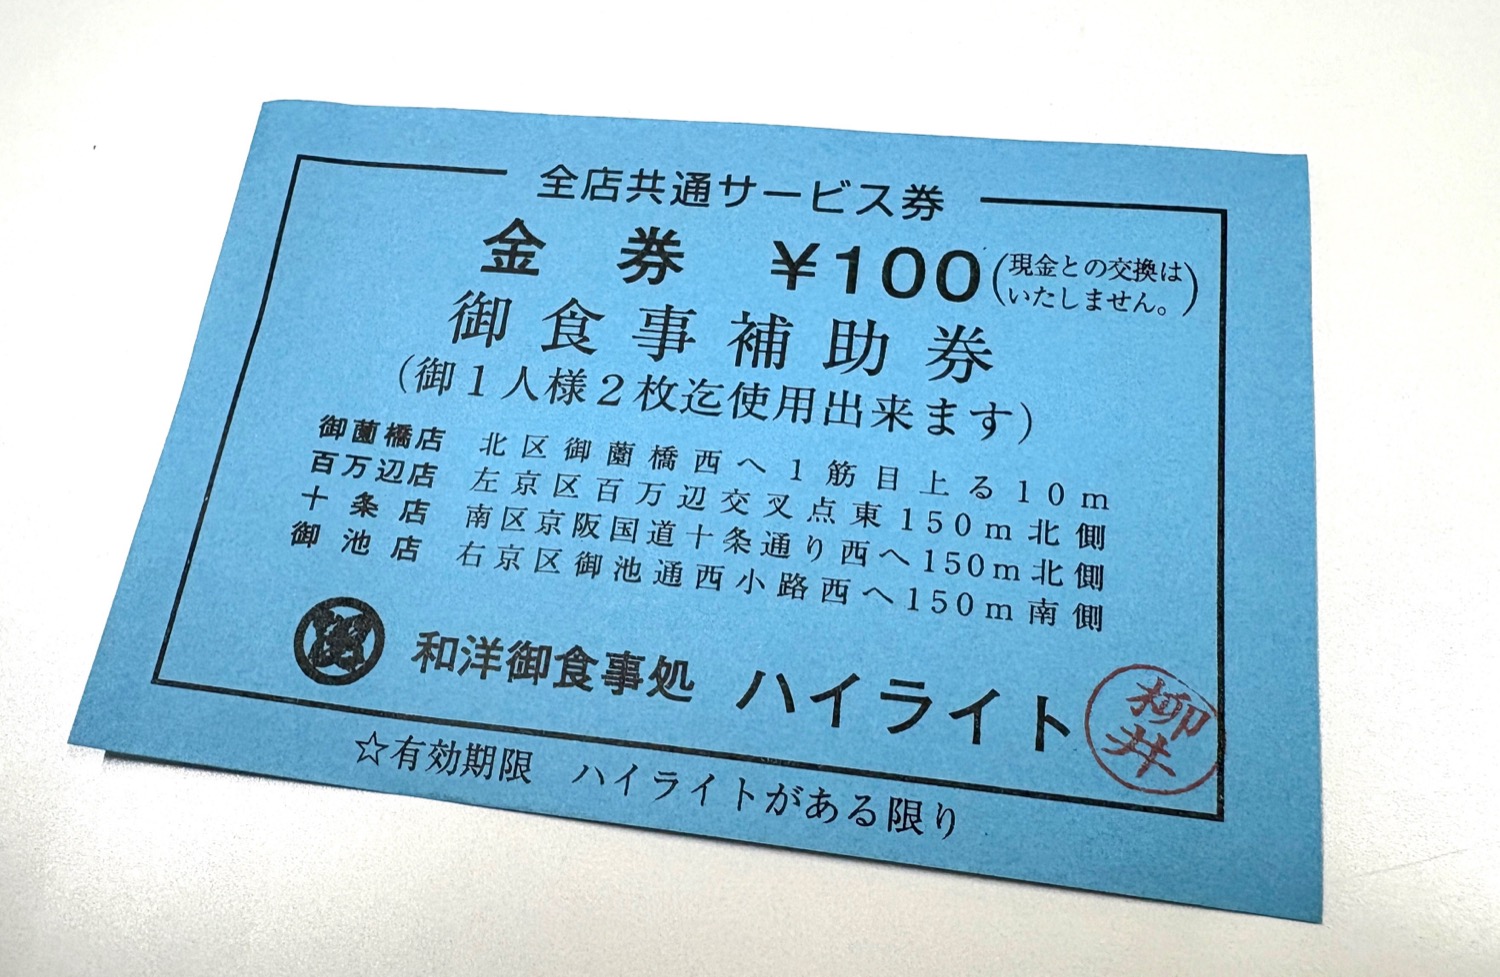 全店共通サービス券
金券 ¥100(現金との交換は
いたしません。)
御食事補助券
(御1人様2枚迄使用出来ます)
御薗橋店 北区御薗橋西へ1筋目上る10m
百万辺店 左京区百万辺交叉点東150m北側
十条店 南区京阪国道十条通り西へ150m北側
御池店 右京区御池通西小路西へ150m南側
和洋御食事処 ハイライト
柳井
☆有効期限 ハイライトがある限り